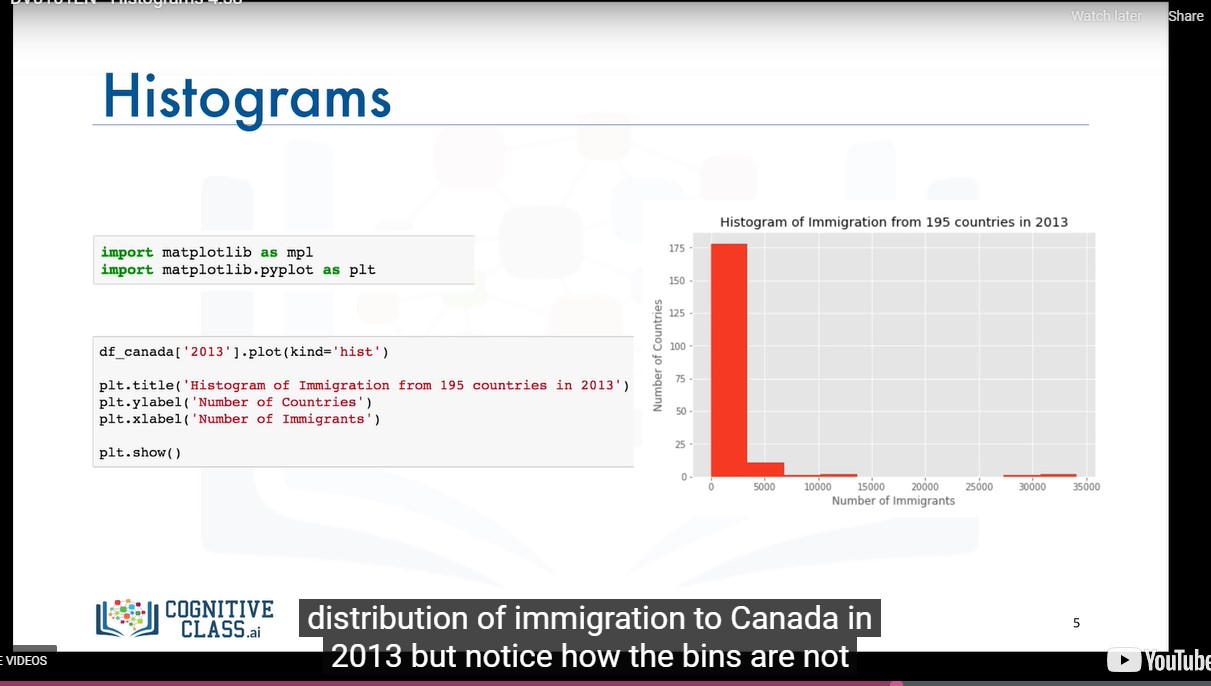 DV0101EN - Histograms 4:36
Watch later
Share
Histograms
import matplotlib as mpl
import matplotlib.pyplot as plt
df_canada['2013'].plot(kind='hist')
plt.title('Histogram of Immigration from 195 countries in 2013')
plt.ylabel('Number of Countries')
plt.xlabel('Number of Immigrants')
plt.show()
Histogram of Immigration from 195 countries in 2013
Number of Countries
175
150
125
100
75
50
25
0
0 5000 10000 15000 20000 25000 30000 35000
Number of Immigrants
COGNITIVE
CLASS.ai
distribution of immigration to Canada in
2013 but notice how the bins are not
5
E VIDEOS
YouTube